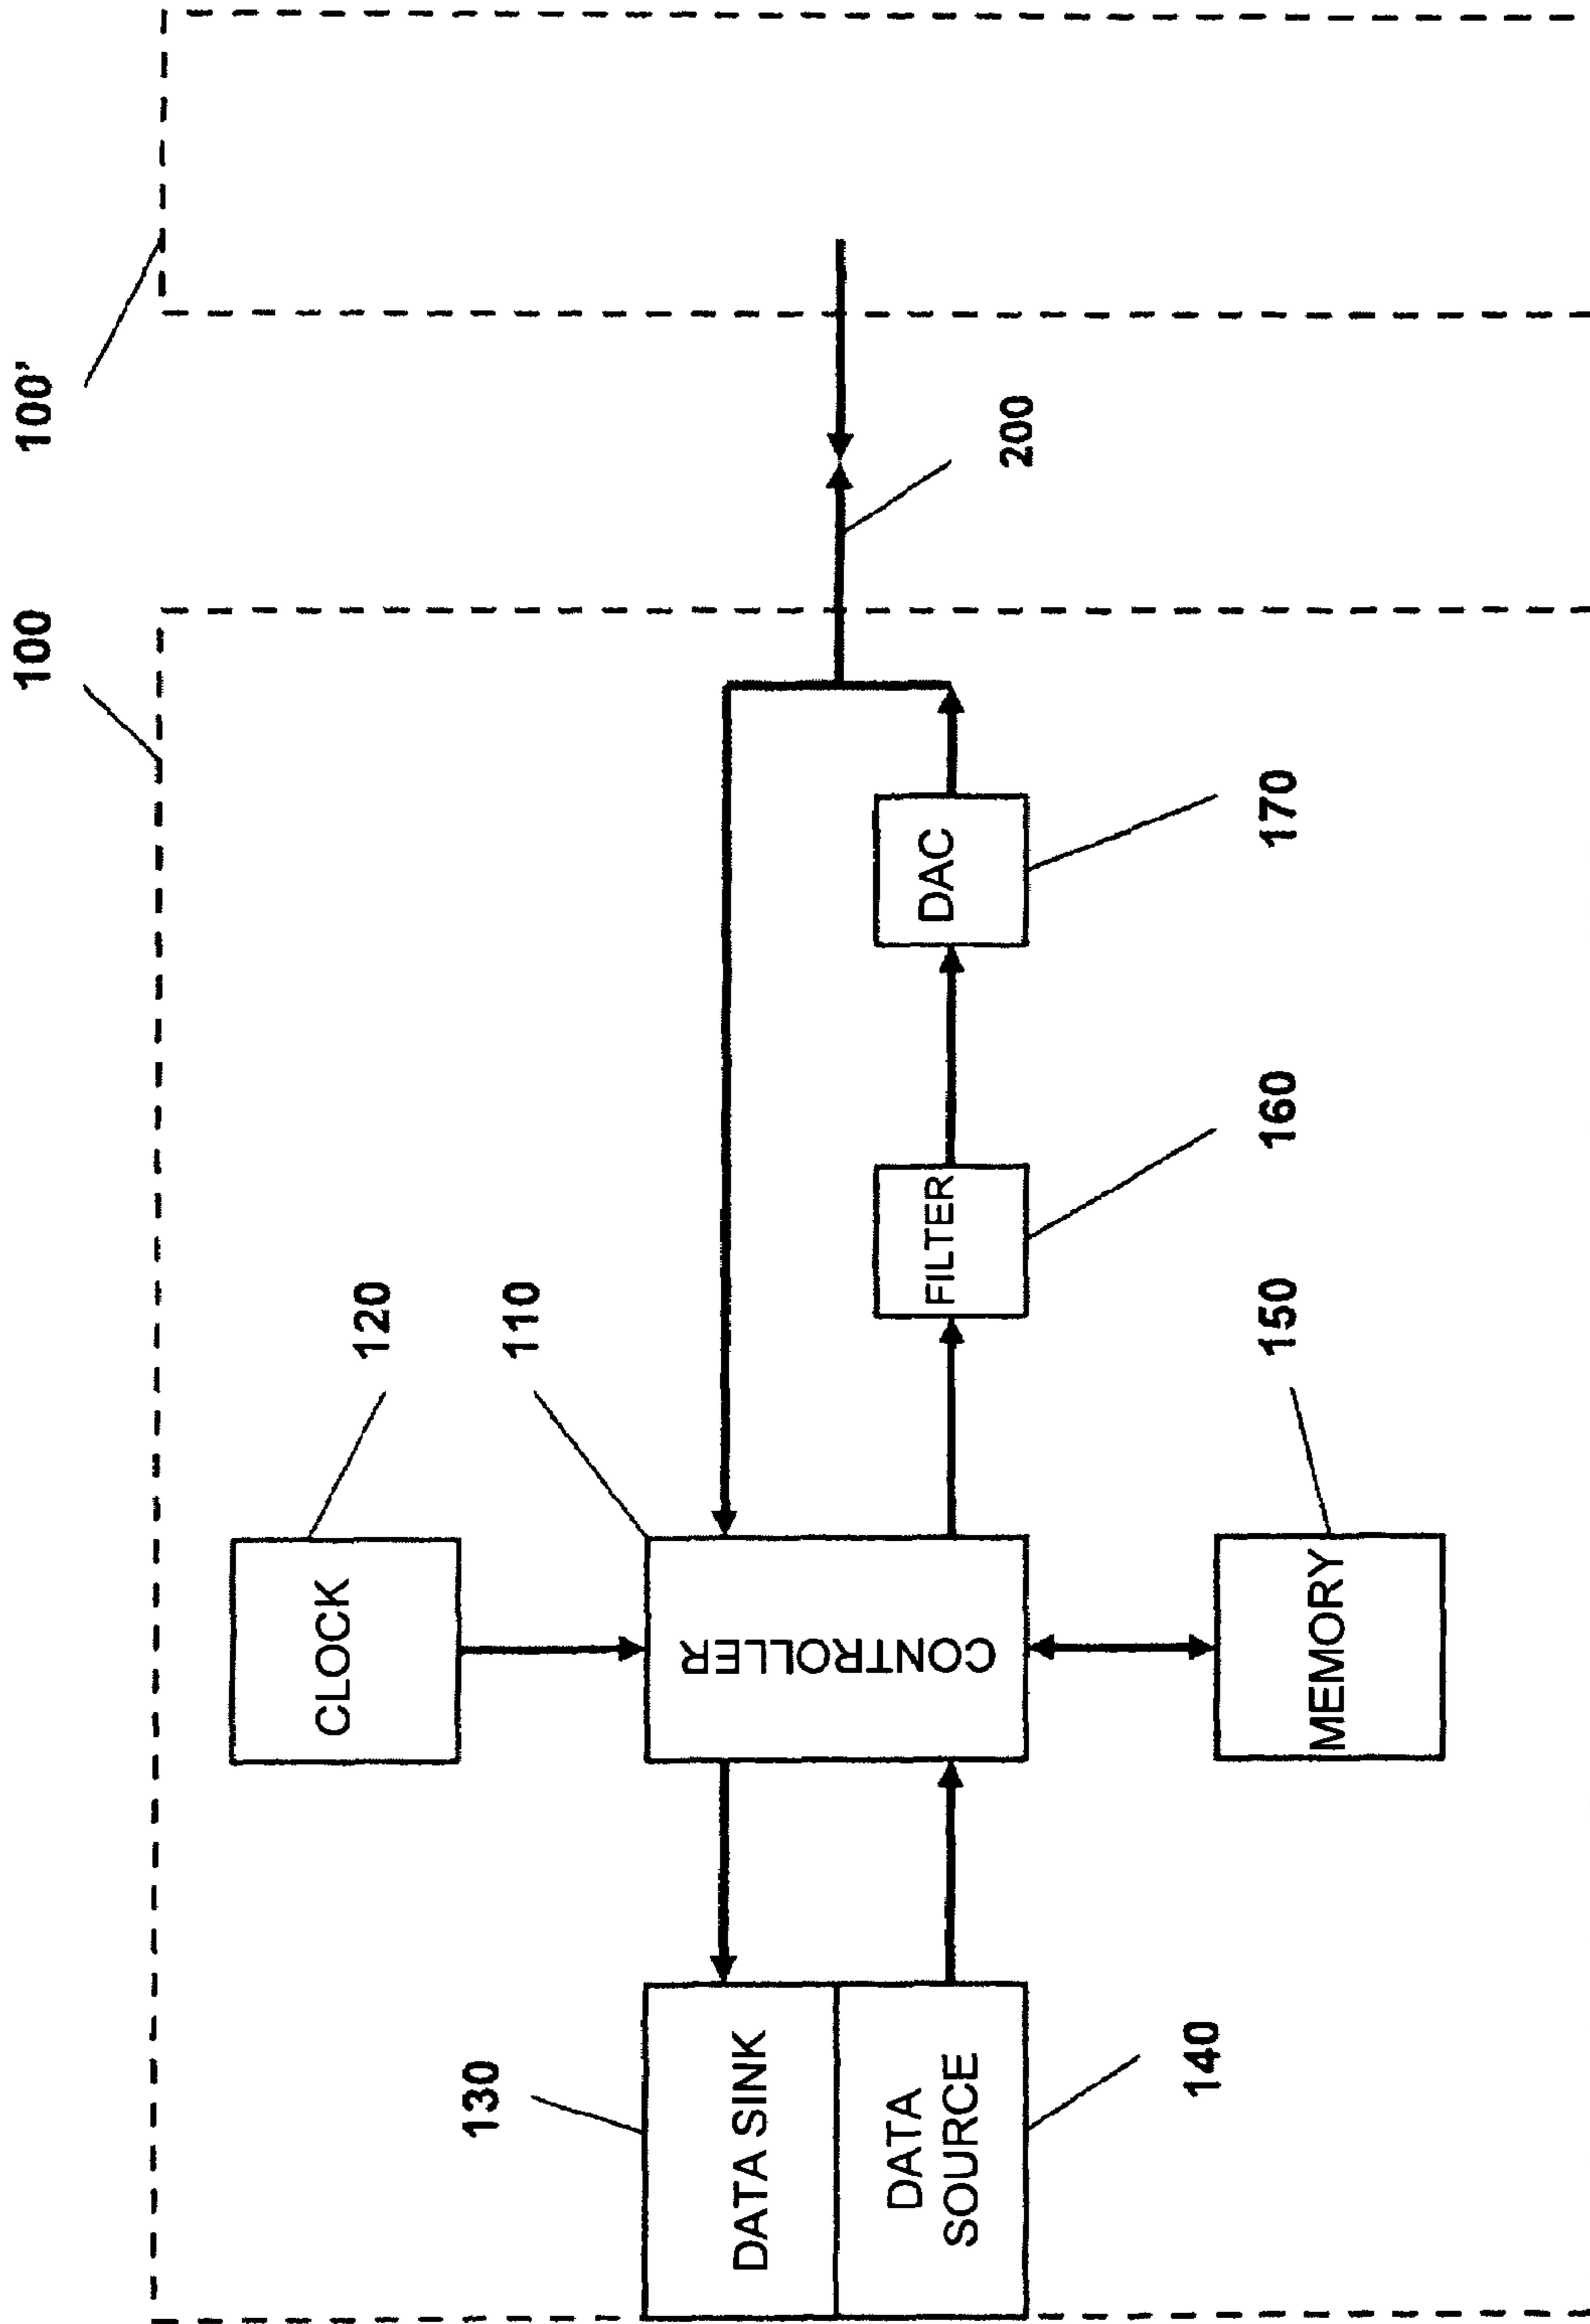 100
100'
120
CLOCK
110
CONTROLLER
200
130
DATA SINK
DATA
SOURCE
140
FILTER
160
DAC
170
MEMORY
150